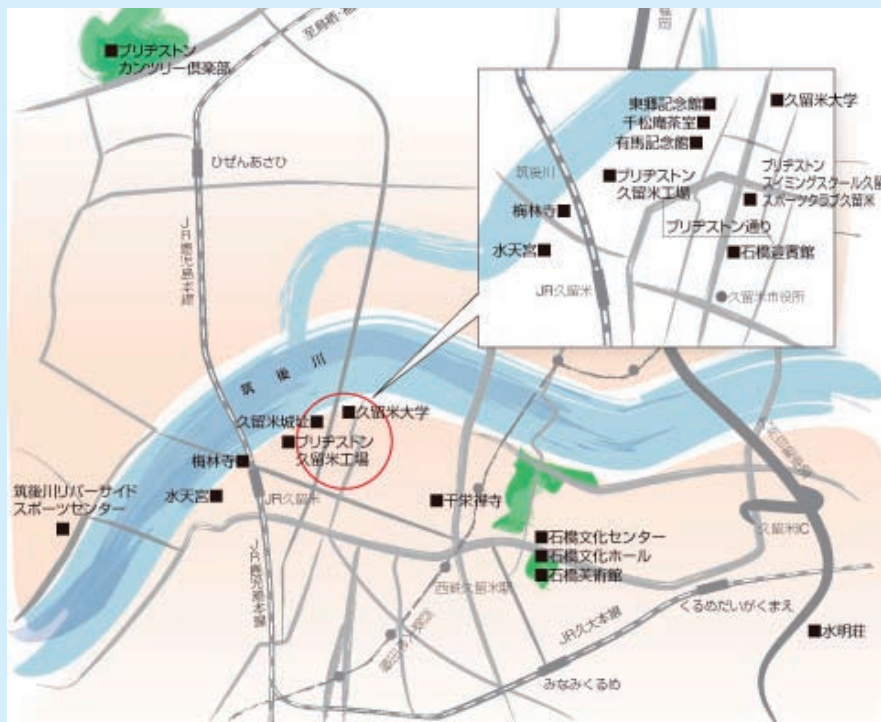 ブリヂストン
カンツリー倶楽部
ひぜんあさひ
JR鹿児島本線
筑後川
東郷記念館
千松庵茶室
有馬記念館
久留米大学
ブリヂストン
久留米工場
ブリヂストン
スイミングスクール久留
スポーツクラブ久留米
筑後川
梅林寺
水天宮
ブリヂストン通り
石橋迎賓館
JR久留米
久留米市役所
久留米城址
久留米大学
ブリヂストン
久留米工場
梅林寺
水天宮
JR久留米
筑後川リバーサイド
スポーツセンター
千栄禅寺
石橋文化センター
石橋文化ホール
石橋美術館
西鉄久留米駅
久留米IC
JR鹿児島本線
JR久大本線
くるめだいがくまえ
みなみくるめ
水明荘